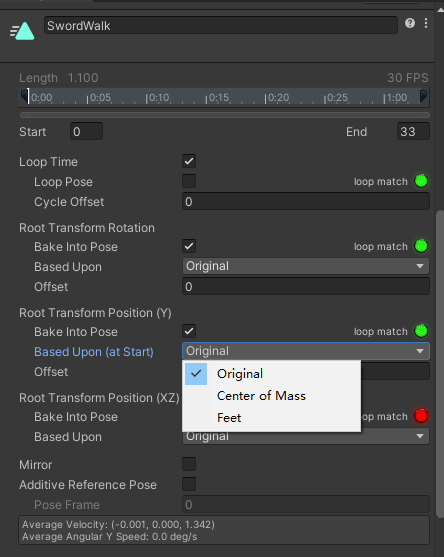 SwordWalk
Length 1.100 30 FPS
0:00 0:05 0:10 0:15 0:20 0:25 1:00
Start 0 End 33
Loop Time
Loop Pose loop match
Cycle Offset 0
Root Transform Rotation
Bake Into Pose loop match
Based Upon Original
Offset 0
Root Transform Position (Y)
Bake Into Pose loop match
Based Upon (at Start) Original
Offset
Original
Center of Mass
Feet
Root Transform Position (XZ)
Bake Into Pose loop match
Based Upon Original
Mirror
Additive Reference Pose
Pose Frame 0
Average Velocity: (-0.001, 0.000, 1.342)
Average Angular Y Speed: 0.0 deg/s